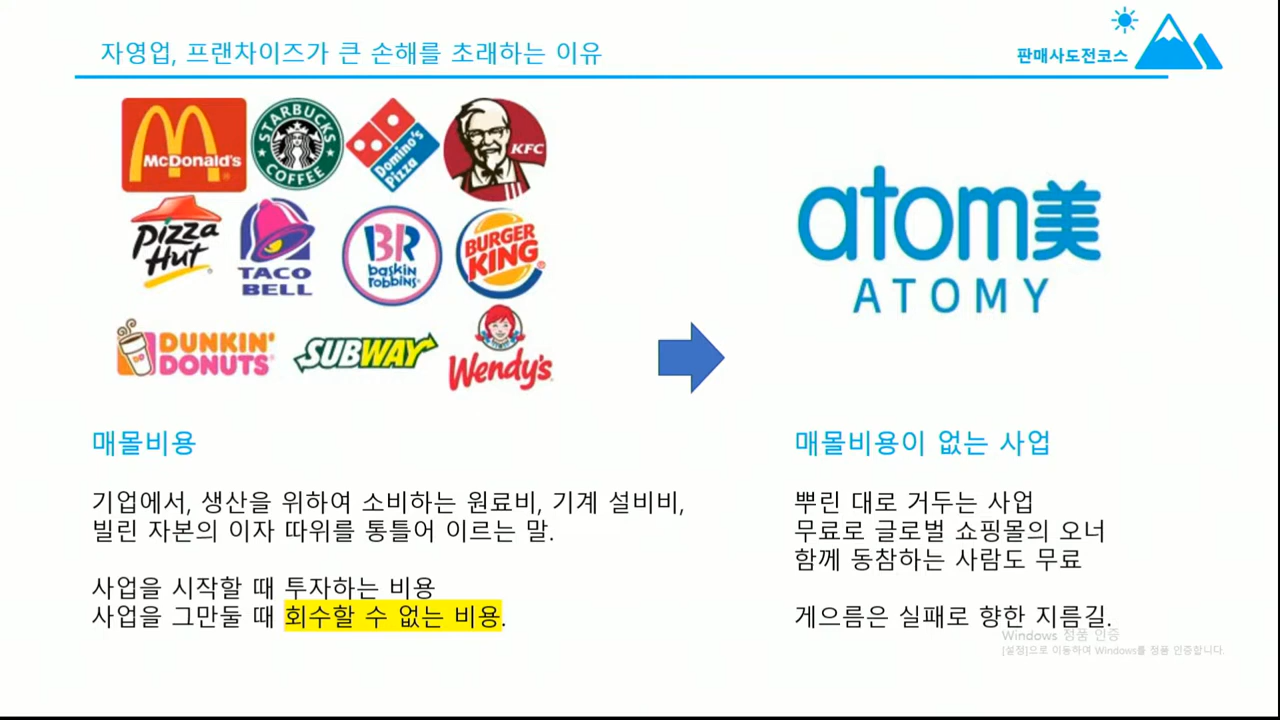 자영업, 프랜차이즈가 큰 손해를 초래하는 이유
판매사도전코스
McDonald's
STARBUCKS
COFFEE
Domino's
Pizza
KFC
Pizza
Hut
TACO
BELL
BR
baskin
robbins
BURGER
KING
DUNKIN'
DONUTS
DD
SUBWAY
Wendy's
atom美
ATOMY
매몰비용
기업에서, 생산을 위하여 소비하는 원료비, 기계 설비비,
빌린 자본의 이자 따위를 통틀어 이르는 말.
사업을 시작할 때 투자하는 비용
사업을 그만둘 때 회수할 수 없는 비용.
매몰비용이 없는 사업
뿌린 대로 거두는 사업
무료로 글로벌 쇼핑몰의 오너
함께 동참하는 사람도 무료
게으름은 실패로 향한 지름길.
Windows 정품 인증
[설정]으로 이동하여 Windows를 정품 인증합니다.